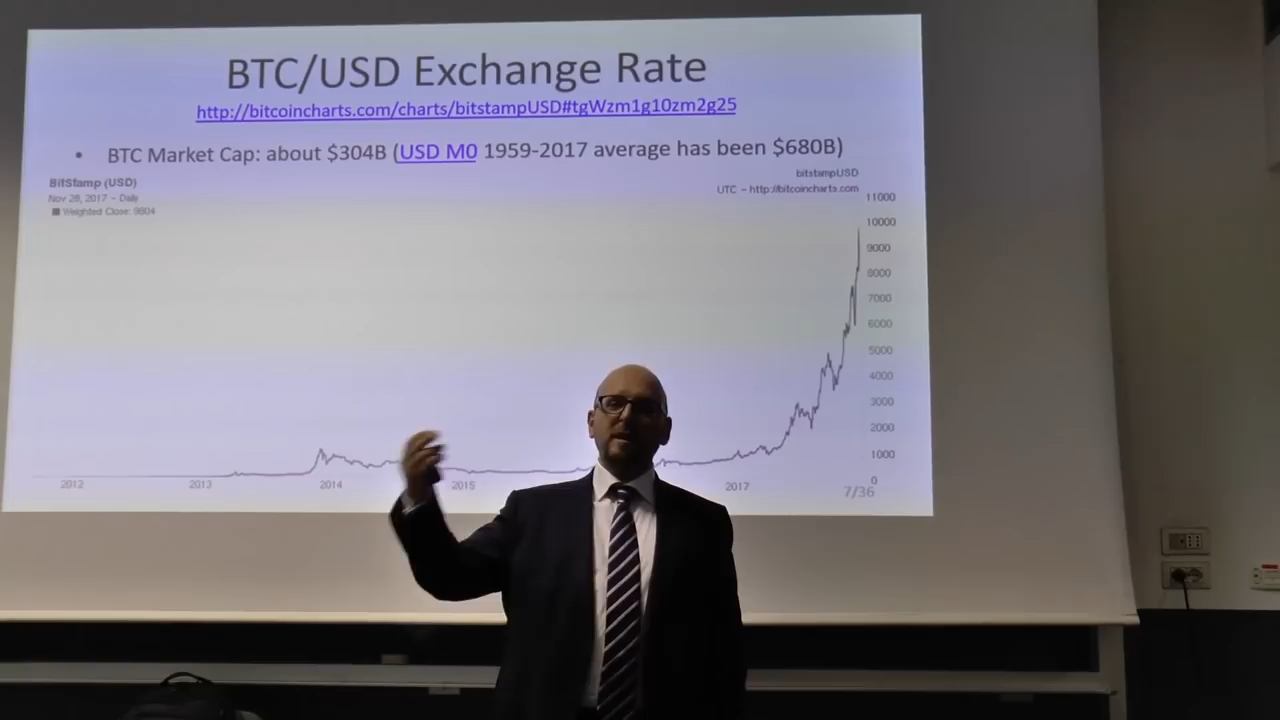 BTC/USD Exchange Rate
http://bitcoincharts.com/charts/bitstampUSD#tgWzm1g10zm2g25
• BTC Market Cap: about $304B (USD M0 1959-2017 average has been $680B)
BitStamp (USD)
Nov 28, 2017 - Daily
Weighted Close: 9804
bitstampUSD
UTC - http://bitcoincharts.com
11000
10000
9000
8000
7000
6000
5000
4000
3000
2000
1000
0
2012 2013 2014 2015 2017
7/36